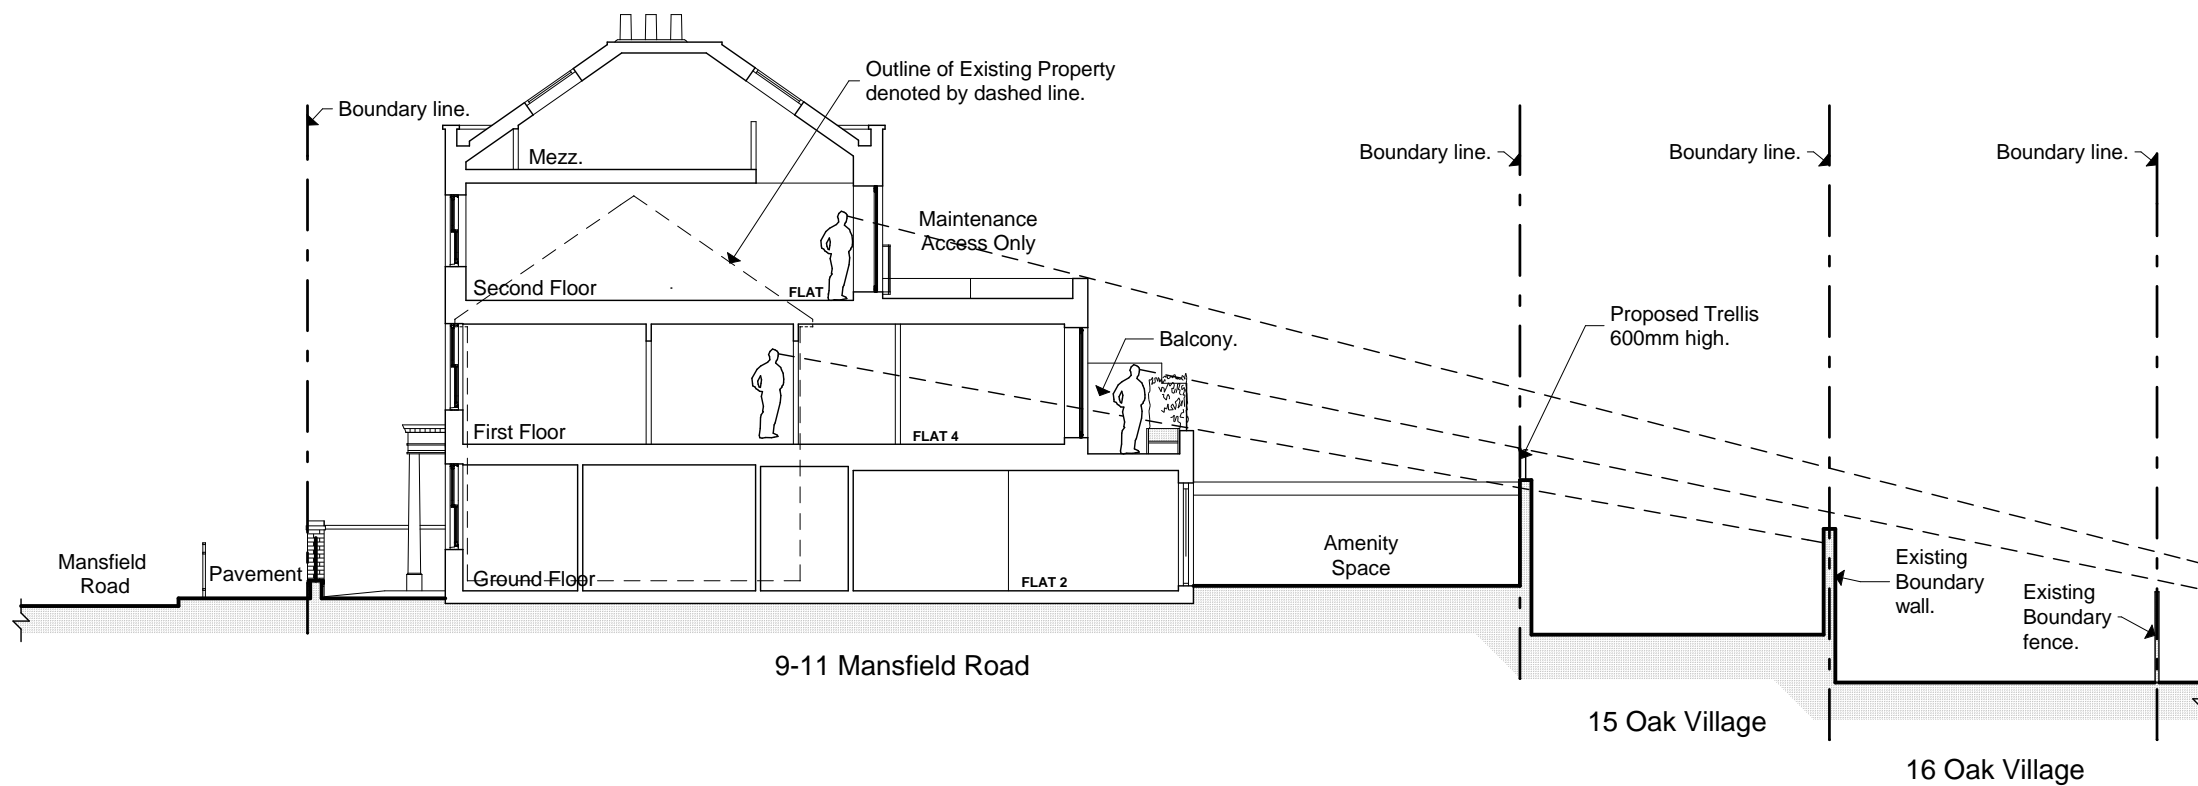 Outline of Existing Property
denoted by dashed line.
Boundary line.
Boundary line.
Boundary line.
Boundary line.
Mezz.
Maintenance
Access Only
Second Floor
FLAT
Proposed Trellis
600mm high.
Balcony.
First Floor
FLAT 4
Mansfield
Road
Pavement
Ground Floor
FLAT 2
Amenity
Space
Existing
Boundary
wall.
Existing
Boundary
fence.
9-11 Mansfield Road
15 Oak Village
16 Oak Village